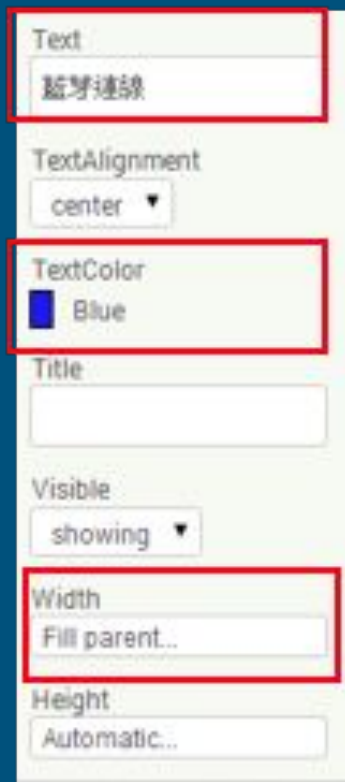 Text
藍芽連線
TextAlignment
center
TextColor
Blue
Title
Visible
showing
Width
Fill parent...
Height
Automatic...